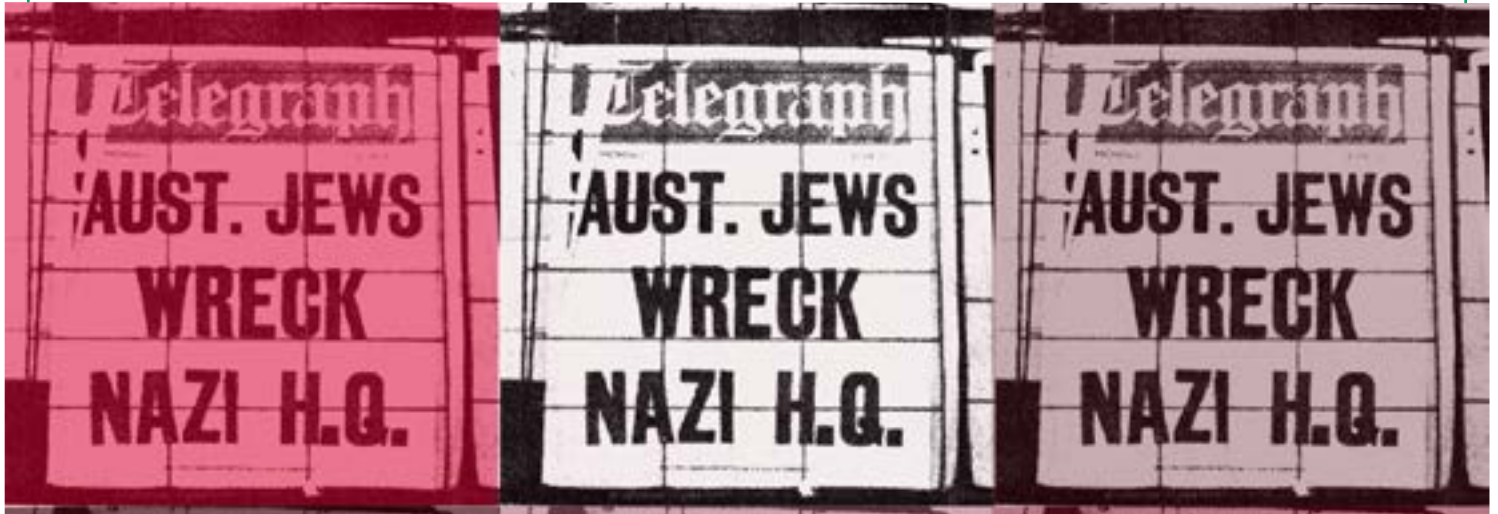 Telegraph Telegraph Telegraph
AUST. JEWS AUST. JEWS AUST. JEWS
WRECK WRECK WRECK
NAZI H.Q. NAZI H.Q. NAZI H.Q.